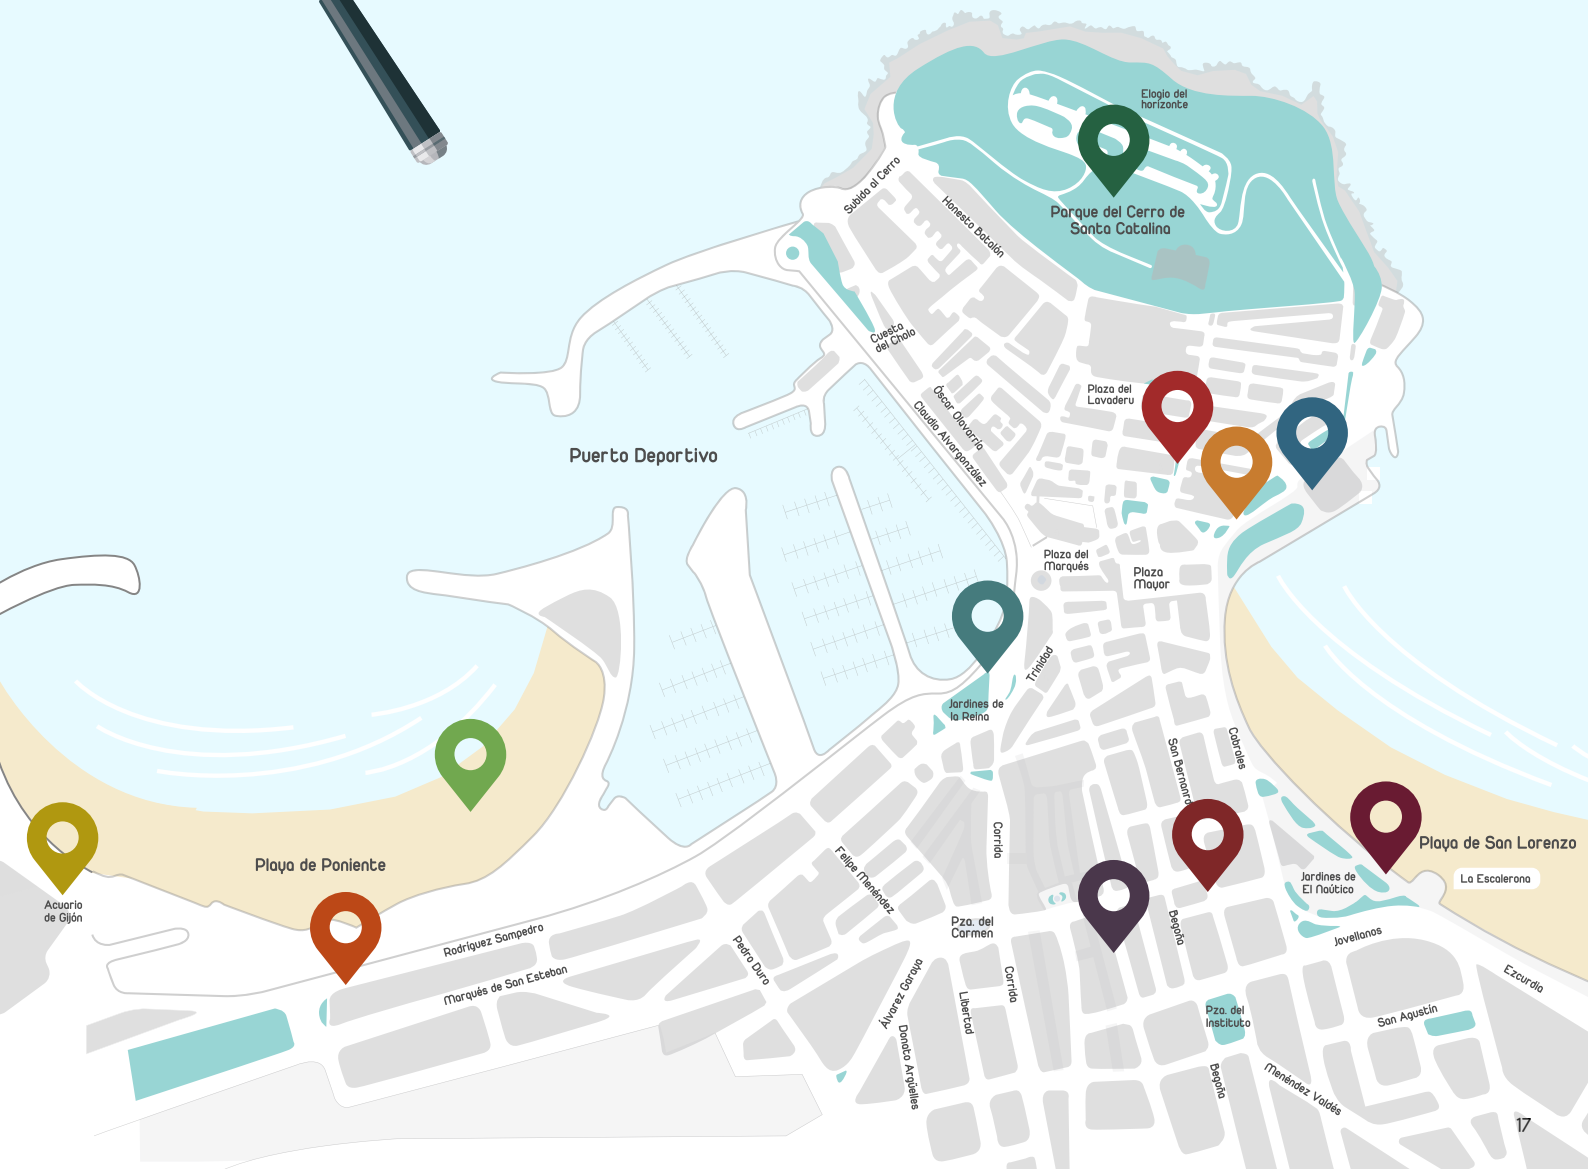 Elogio del
horizonte
Parque del Cerro de
Santa Catalina
Subida al Cerro
Honesto Batalón
Cuesta
del Cholo
Óscar Olavarría
Claudio Alvargonzález
Plaza del
Lavaderu
Puerto Deportivo
Plaza del
Marqués
Plaza
Mayor
Trinidad
Jardines de
la Reina
San Bernardo
Cabrales
Corrida
Felipe Menéndez
Playa de Poniente
Playa de San Lorenzo
La Escalerona
Jardines de
El Naútico
Acuario
de Gijón
Rodríguez Sampedro
Marqués de San Esteban
Pedro Duro
Pza. del
Carmen
Begoña
Jovellanos
Ezcurdia
Álvarez Garaya
Libertad
Corrida
Donato Argüelles
Pza. del
Instituto
San Agustín
Begoña
Menéndez Valdés
17